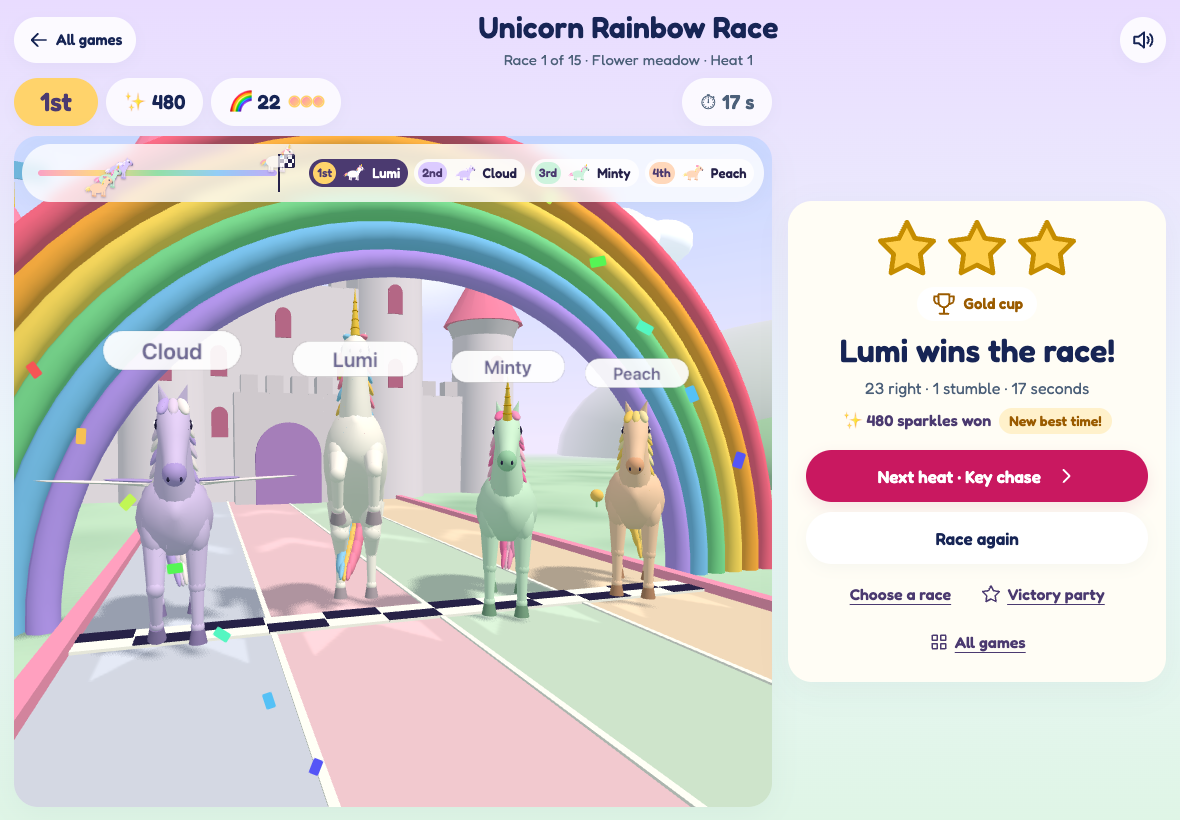 All games
Unicorn Rainbow Race
Race 1 of 15 · Flower meadow · Heat 1
1st
480
22
17 s
1st Lumi
2nd Cloud
3rd Minty
4th Peach
Cloud
Lumi
Minty
Peach
Gold cup
Lumi wins the race!
23 right · 1 stumble · 17 seconds
480 sparkles won
New best time!
Next heat · Key chase
Race again
Choose a race
Victory party
All games